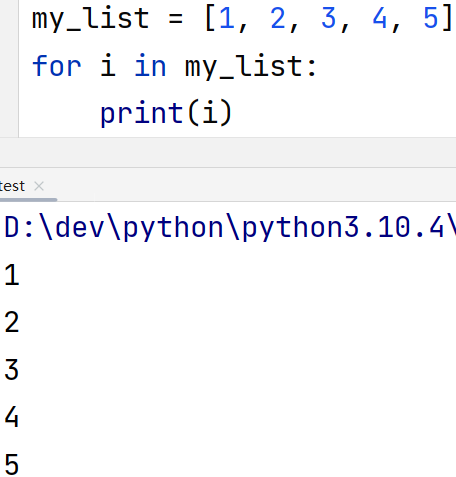 my_list = [1, 2, 3, 4, 5]
for i in my_list:
    print(i)
test
D:\dev\python\python3.10.4\
1
2
3
4
5